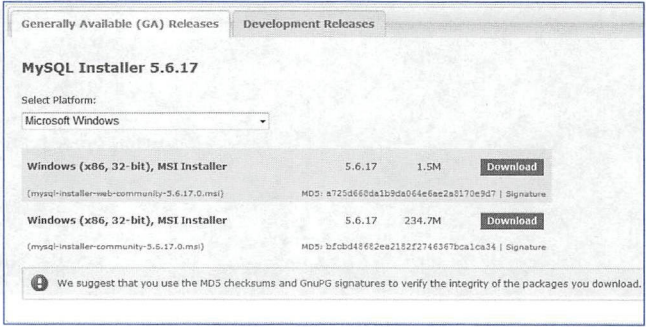 Generally Available (GA) Releases
Development Releases
MySQL Installer 5.6.17
Select Platform:
Microsoft Windows
Windows (x86, 32-bit), MSI Installer 5.6.17 1.5M Download
(mysql-installer-web-community-5.6.17.0.msi) MD5: a725d668da1b9da064e6ae2a8170e9d7 | Signature
Windows (x86, 32-bit), MSI Installer 5.6.17 234.7M Download
(mysql-installer-community-5.6.17.0.msi) MD5: bfcbd48682ea2182f2746367bca1ca34 | Signature
We suggest that you use the MD5 checksums and GnuPG signatures to verify the integrity of the packages you download.